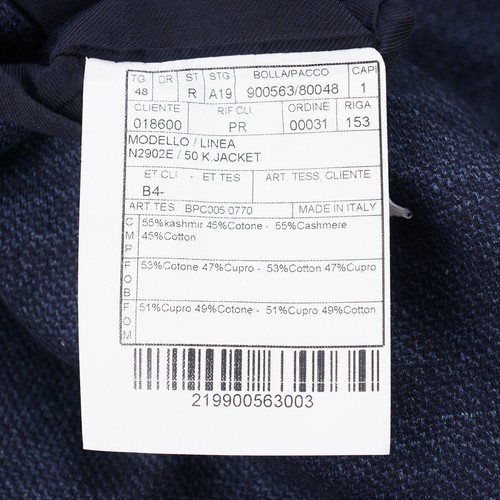 TG DR ST STG BOLLA/PACCO CAPI
48 R A19 900563/80048 1
CLIENTE RIF CLI ORDINE RIGA
018600 PR 00031 153
MODELLO / LINEA
N2902E / 50 K.JACKET
ET CLI - ET TES ART. TESS CLIENTE
B4-
ART.TES BPC005 0770 MADE IN ITALY
CMP 55%kashmir 45%Cotone - 55%Cashmere
45%Cotton
FOB 53%Cotone 47%Cupro - 53%Cotton 47%Cupro
FOM 51%Cupro 49%Cotone - 51%Cupro 49%Cotton
219900563003